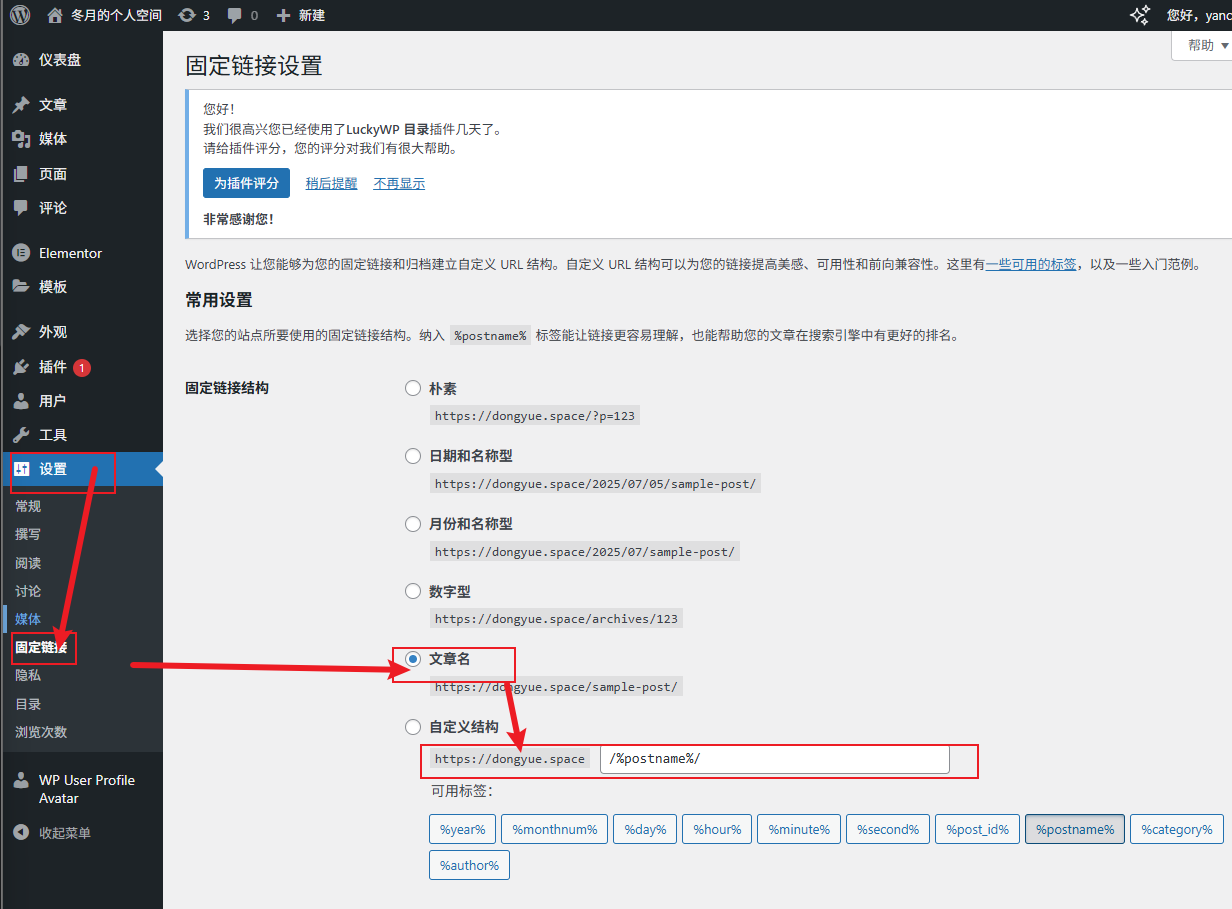 冬月的个人空间 3 0 新建
您好，yanc
帮助
仪表盘
文章
媒体
页面
评论
Elementor
模板
外观
插件 1
用户
工具
设置
常规
撰写
阅读
讨论
媒体
固定链接
隐私
目录
浏览次数
WP User Profile
Avatar
收起菜单
固定链接设置
您好！
我们很高兴您已经使用了LuckyWP 目录插件几天了。
请给插件评分，您的评分对我们有很大帮助。
为插件评分 稍后提醒 不再显示
非常感谢您！
WordPress 让您能够为您的固定链接和归档建立自定义 URL 结构。自定义 URL 结构可以为您的链接提高美感、可用性和前向兼容性。这里有一些可用的标签，以及一些入门范例。
常用设置
选择您的站点所要使用的固定链接结构。纳入 %postname% 标签能让链接更容易理解，也能帮助您的文章在搜索引擎中有更好的排名。
固定链接结构
朴素
https://dongyue.space/?p=123
日期和名称型
https://dongyue.space/2025/07/05/sample-post/
月份和名称型
https://dongyue.space/2025/07/sample-post/
数字型
https://dongyue.space/archives/123
文章名
https://dongyue.space/sample-post/
自定义结构
https://dongyue.space /%postname%/
可用标签：
%year% %monthnum% %day% %hour% %minute% %second% %post_id% %postname% %category%
%author%